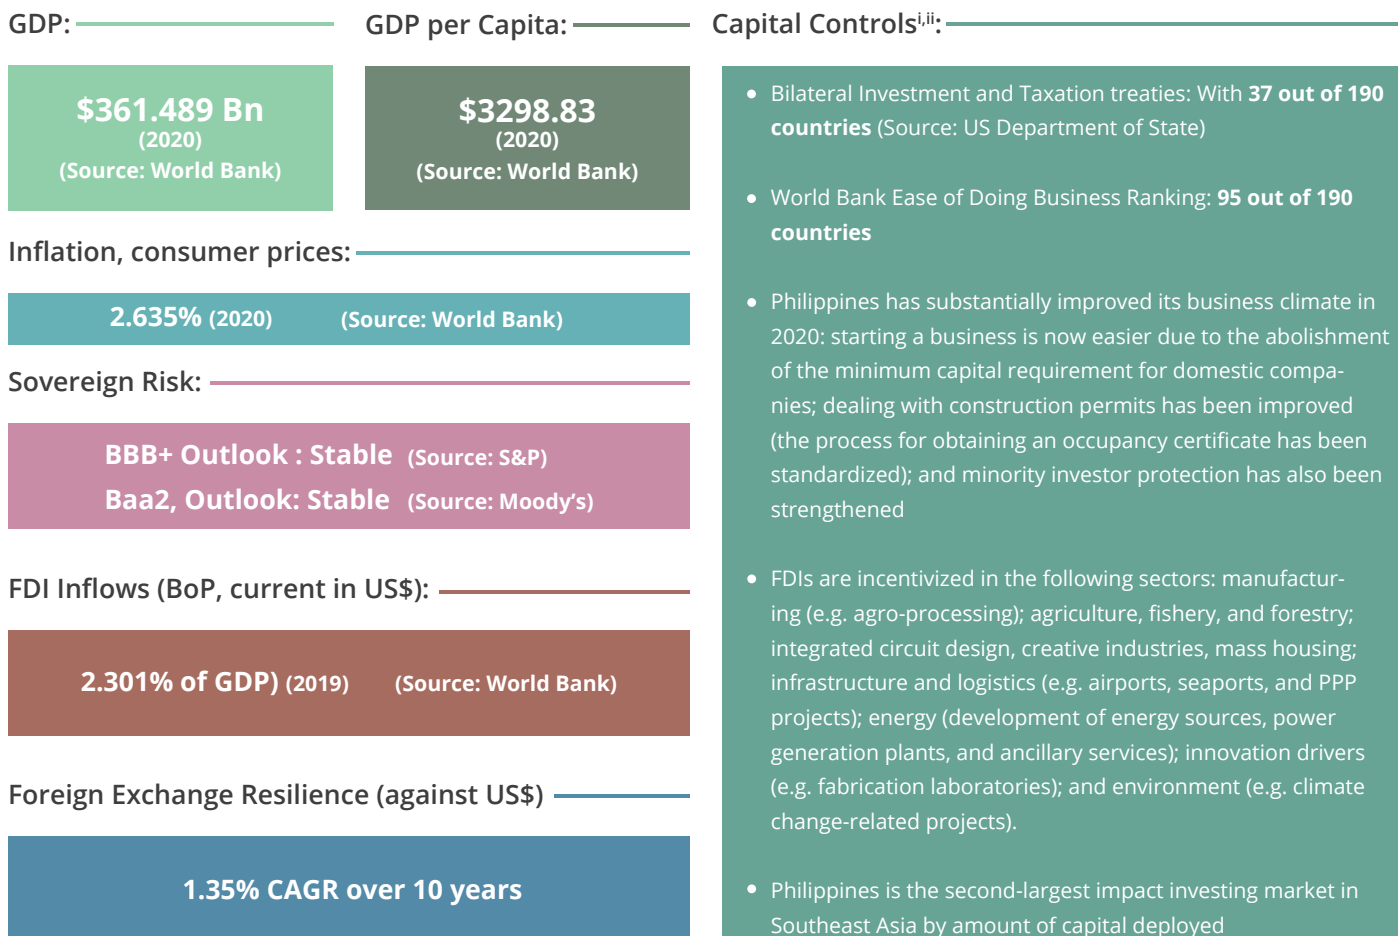 GDP:
$361.489 Bn
(2020)
(Source: World Bank)
GDP per Capita:
$3298.83
(2020)
(Source: World Bank)
Inflation, consumer prices:
2.635% (2020) (Source: World Bank)
Sovereign Risk:
BBB+ Outlook : Stable (Source: S&P)
Baa2, Outlook: Stable (Source: Moody’s)
FDI Inflows (BoP, current in US$):
2.301% of GDP) (2019) (Source: World Bank)
Foreign Exchange Resilience (against US$)
1.35% CAGR over 10 years
Capital Controlsi,ii:
• Bilateral Investment and Taxation treaties: With 37 out of 190
countries (Source: US Department of State)
• World Bank Ease of Doing Business Ranking: 95 out of 190
countries
• Philippines has substantially improved its business climate in
2020: starting a business is now easier due to the abolishment
of the minimum capital requirement for domestic compa-
nies; dealing with construction permits has been improved
(the process for obtaining an occupancy certificate has been
standardized); and minority investor protection has also been
strengthened
• FDIs are incentivized in the following sectors: manufactur-
ing (e.g. agro-processing); agriculture, fishery, and forestry;
integrated circuit design, creative industries, mass housing;
infrastructure and logistics (e.g. airports, seaports, and PPP
projects); energy (development of energy sources, power
generation plants, and ancillary services); innovation drivers
(e.g. fabrication laboratories); and environment (e.g. climate
change-related projects).
• Philippines is the second-largest impact investing market in
Southeast Asia by amount of capital deployed